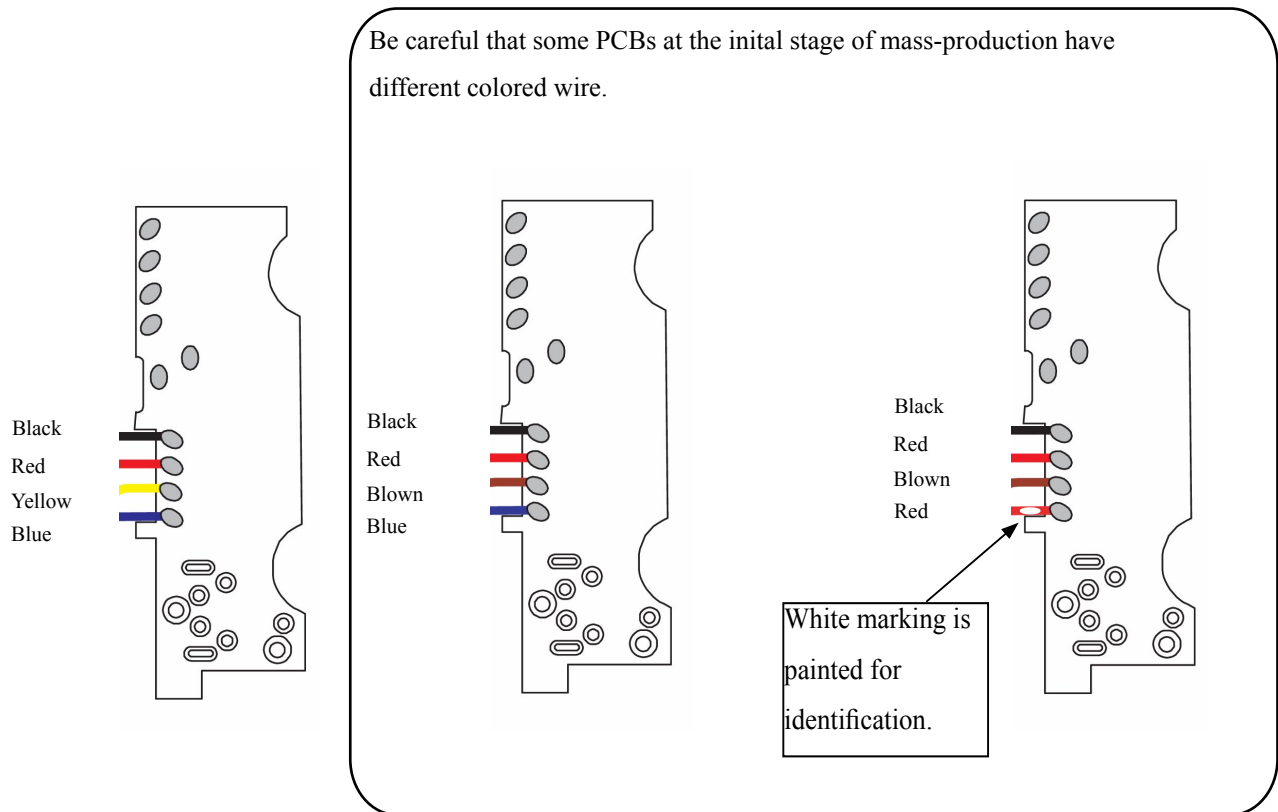 Be careful that some PCBs at the inital stage of mass-production have
different colored wire.
Black
Red
Yellow
Blue
Black
Red
Blown
Blue
Black
Red
Blown
Red
White marking is
painted for
identification.